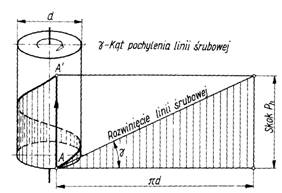 d
γ-Kąt pochylenia linii śrubowej
A'
Rozwinięcie linii śrubowej
Skok Pₕ
A
γ
πd